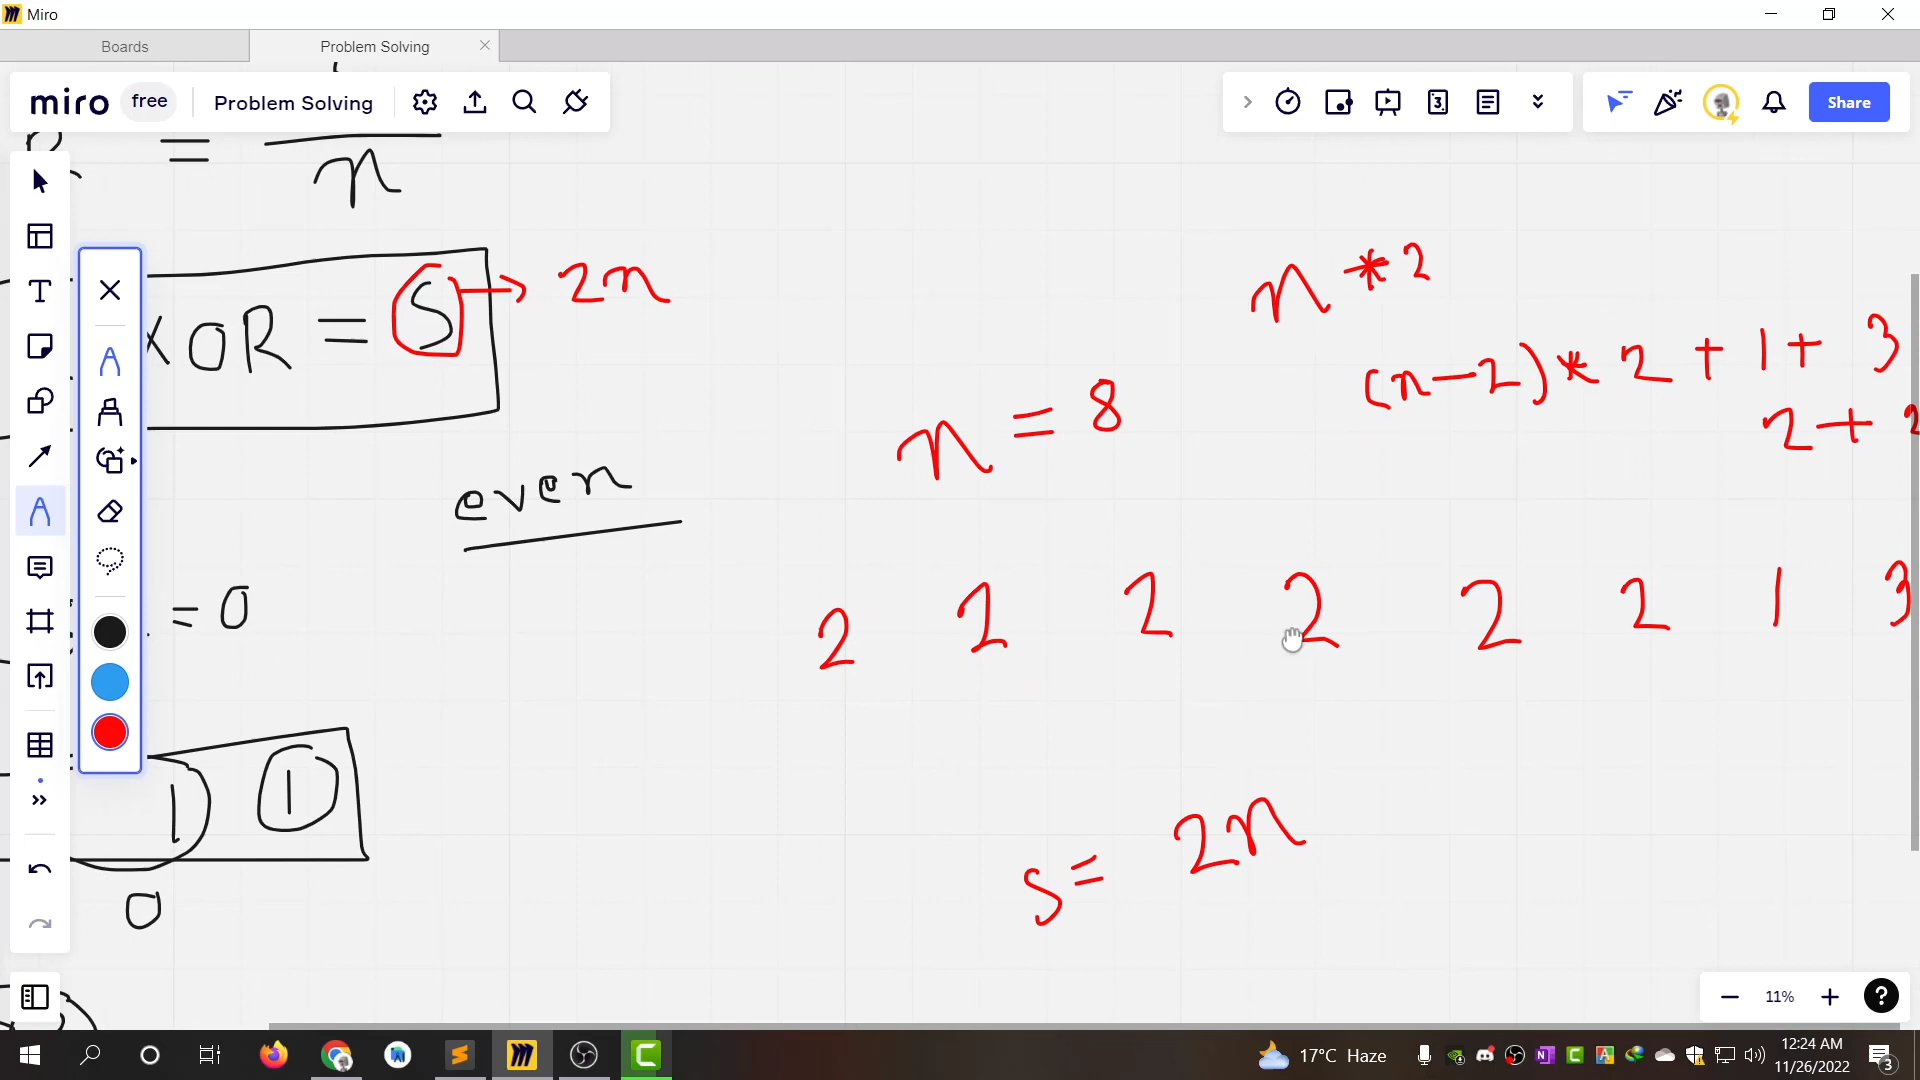 Miro
Boards
Problem Solving
miro
free
Problem Solving
Share
= n
XOR = S → 2n
n * 2
(n-2) * 2 + 1 + 3
2 +
n = 8
even
= 0
2 2 2 2 2 2 1 3
1 1
0
S = 2n
11%
17°C Haze
12:24 AM
11/26/2022
3